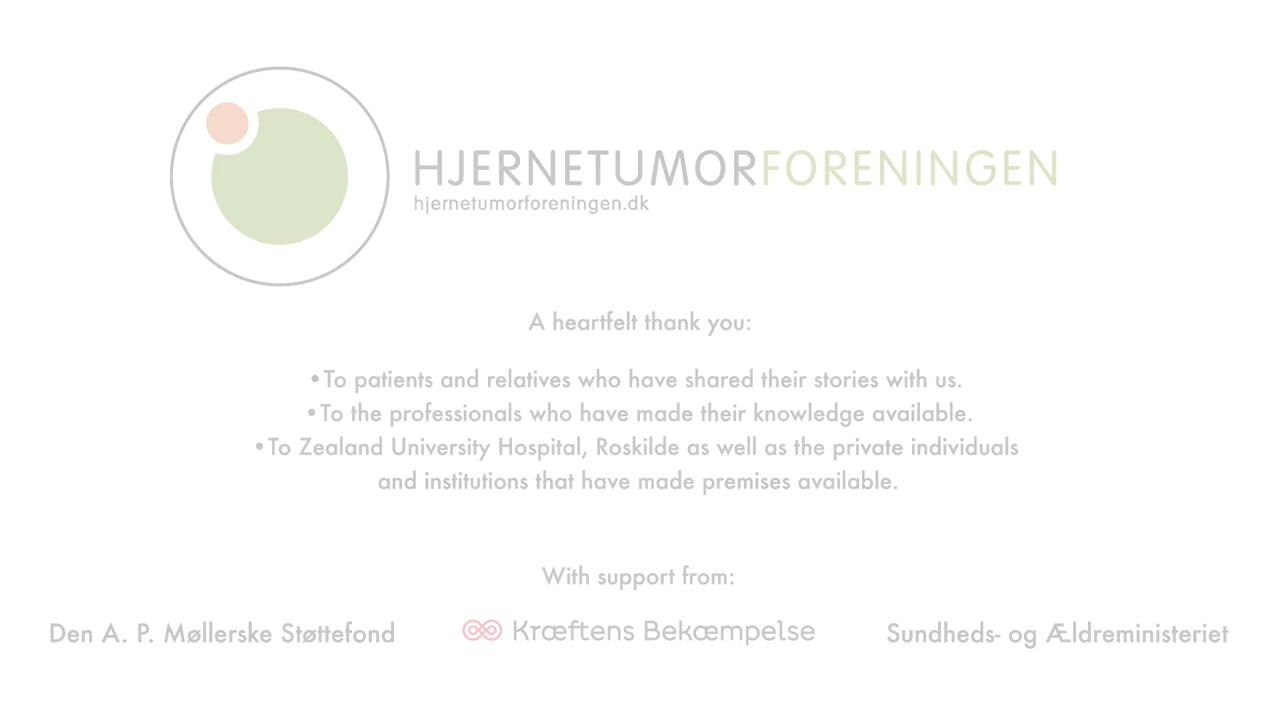 HJERNETUMORFORENINGEN
hjernetumorforeningen.dk
A heartfelt thank you:
•To patients and relatives who have shared their stories with us.
•To the professionals who have made their knowledge available.
•To Zealand University Hospital, Roskilde as well as the private individuals
and institutions that have made premises available.
With support from:
Den A. P. Møllerske Støttefond
Kræftens Bekæmpelse
Sundheds- og Ældreministeriet